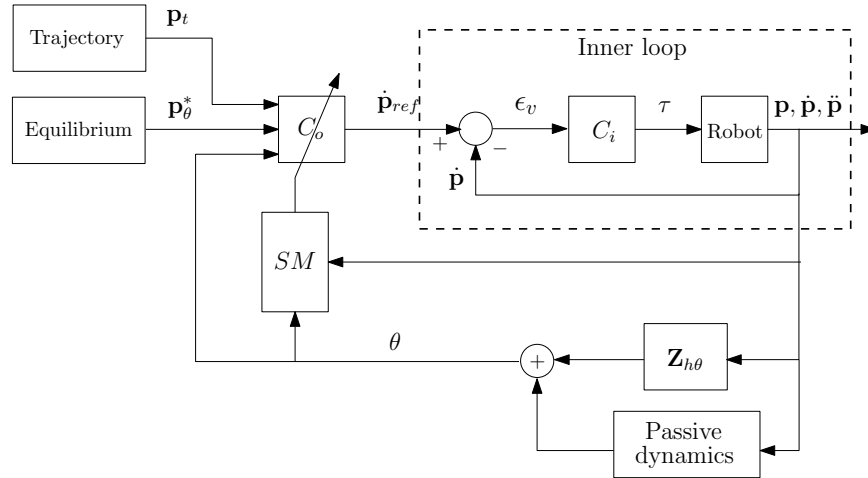 Trajectory
p_t
Inner loop
Equilibrium
p*_θ
C_o
ṗ_ref
+
−
ϵ_v
C_i
τ
Robot
p, ṗ, p̈
ṗ
SM
θ
+
Z_hθ
Passive
dynamics